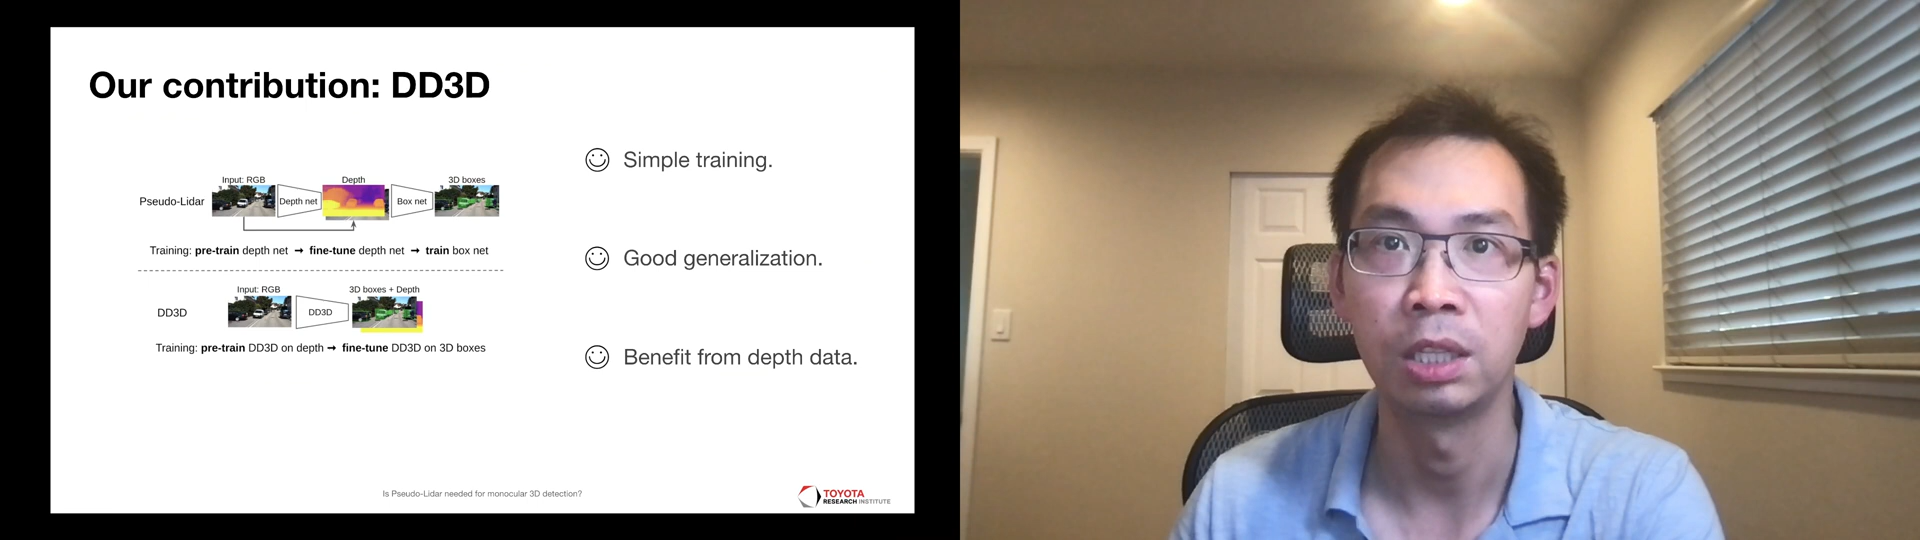 Our contribution: DD3D
Input: RGB
Depth
3D boxes
Pseudo-Lidar
Depth net
Box net
Training: pre-train depth net → fine-tune depth net → train box net
Input: RGB
3D boxes + Depth
DD3D
DD3D
Training: pre-train DD3D on depth → fine-tune DD3D on 3D boxes
Simple training.
Good generalization.
Benefit from depth data.
Is Pseudo-Lidar needed for monocular 3D detection?
TOYOTA
RESEARCH INSTITUTE